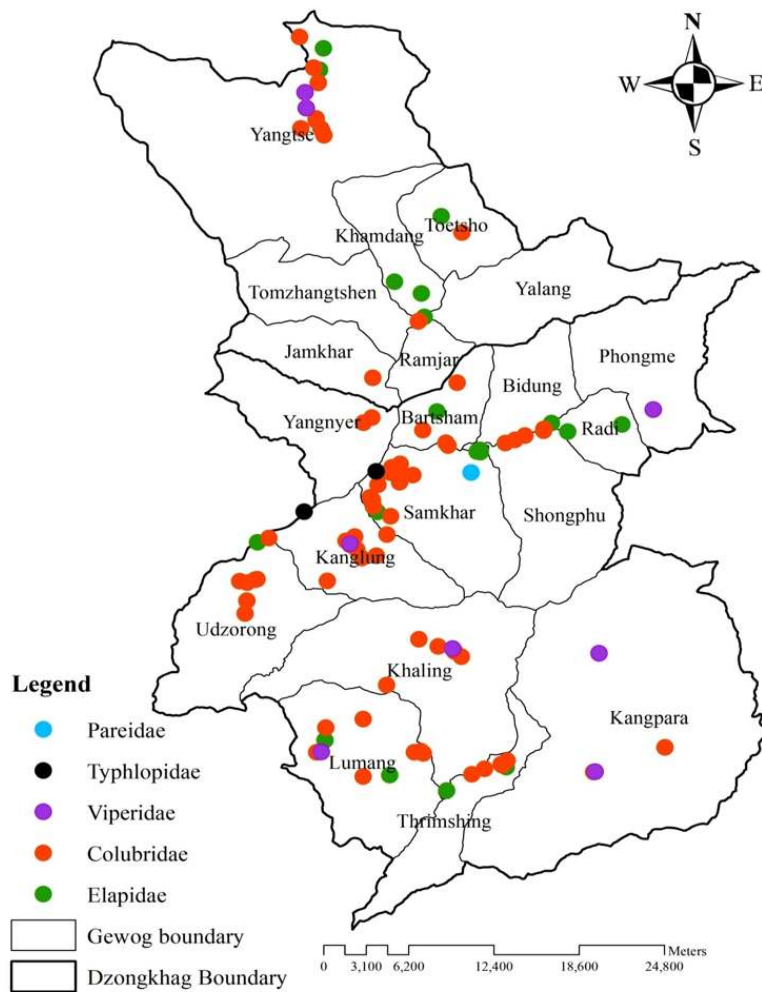 N
W E
S
Yangtse
Toetsho
Khamdang
Tomzhangtshen
Yalang
Jamkhar
Ramjar
Phongme
Bidung
Yangnyer
Bartsham
Radi
Samkhar
Shongphu
Kanglung
Udzorong
Khaling
Kangpara
Lumang
Thrimshing
Legend
Pareidae
Typhlopidae
Viperidae
Colubridae
Elapidae
Gewog boundary
Dzongkhag Boundary
Meters
0 3,100 6,200 12,400 18,600 24,800